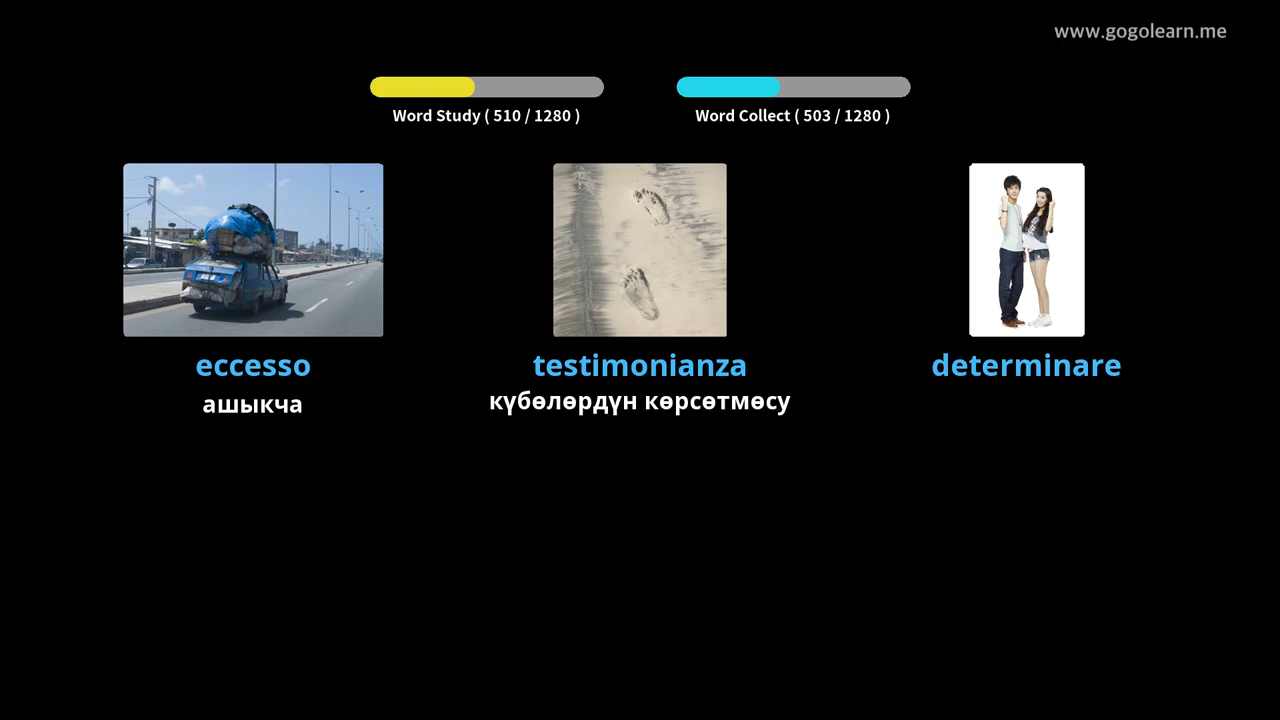 www.gogolearn.me
Word Study ( 510 / 1280 )
Word Collect ( 503 / 1280 )
eccesso
testimonianza
determinare
ашыкча
күбөлөрдүн көрсөтмөсү